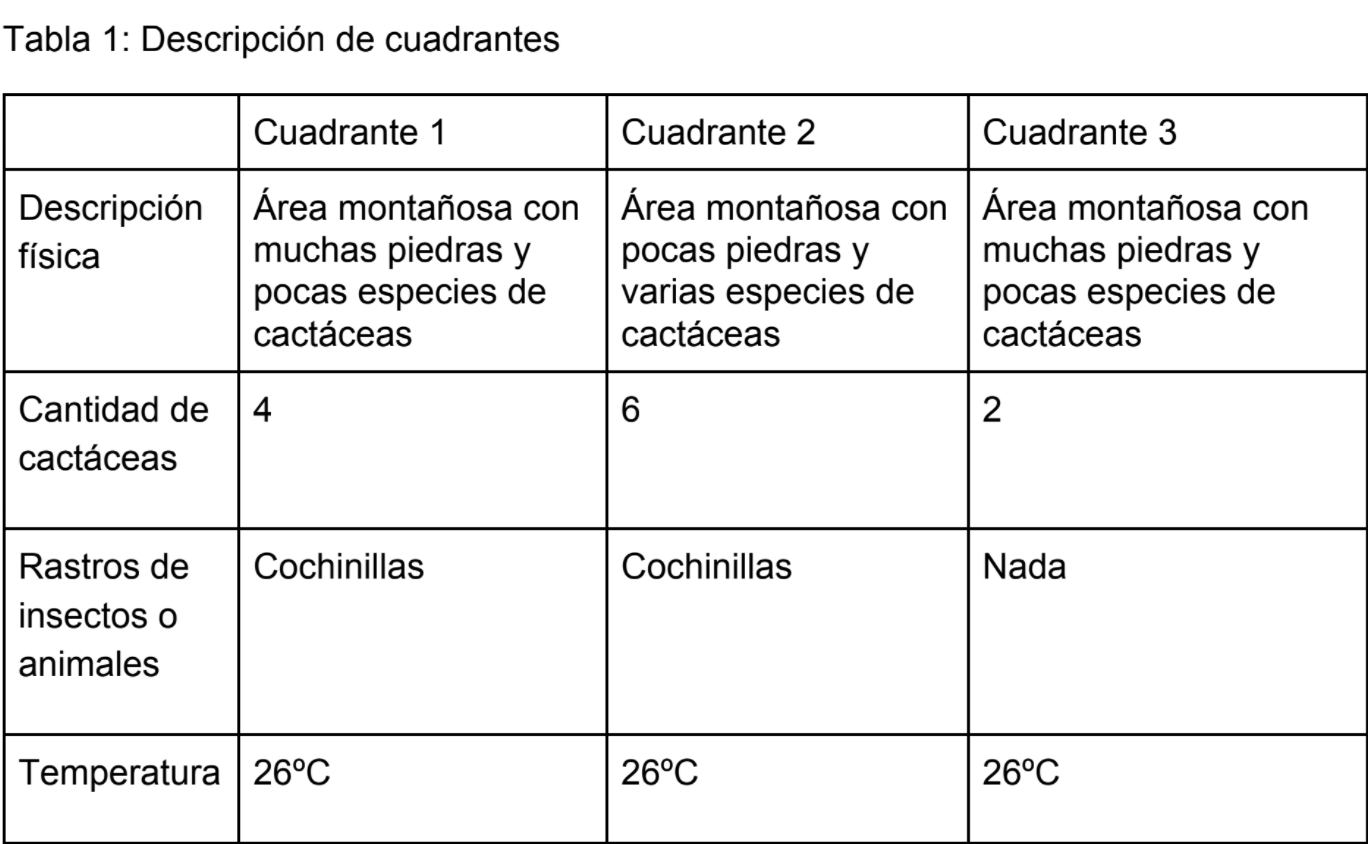 Tabla 1: Descripción de cuadrantes
Cuadrante 1
Cuadrante 2
Cuadrante 3
Descripción
física
Área montañosa con
muchas piedras y
pocas especies de
cactáceas
Área montañosa con
pocas piedras y
varias especies de
cactáceas
Área montañosa con
muchas piedras y
pocas especies de
cactáceas
Cantidad de
cactáceas
4
6
2
Rastros de
insectos o
animales
Cochinillas
Cochinillas
Nada
Temperatura
26ºC
26ºC
26ºC